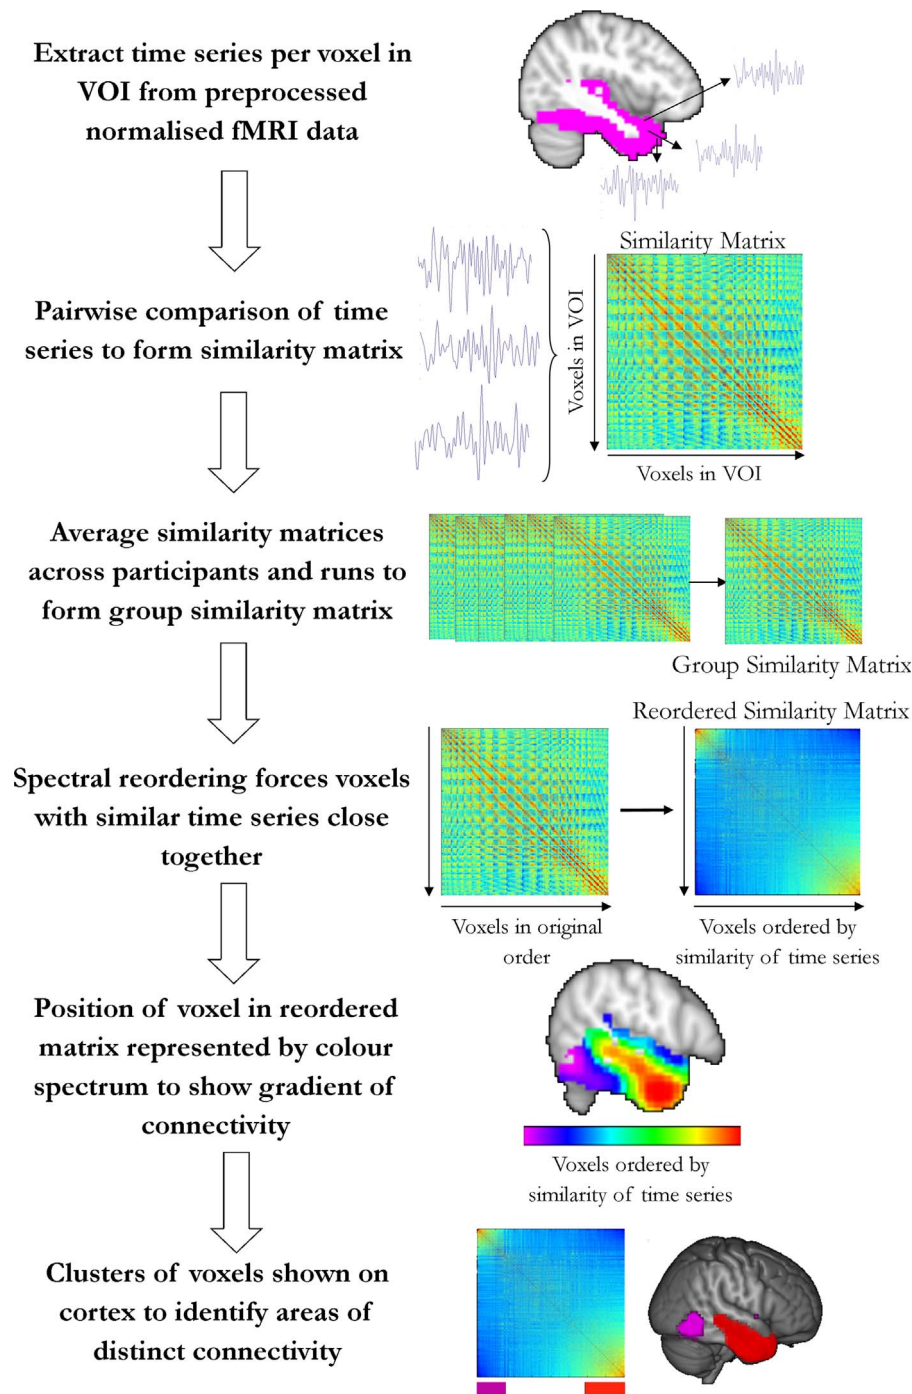 Extract time series per voxel in
VOI from preprocessed
normalised fMRI data
Similarity Matrix
Voxels in VOI
Voxels in VOI
Pairwise comparison of time
series to form similarity matrix
Average similarity matrices
across participants and runs to
form group similarity matrix
Group Similarity Matrix
Reordered Similarity Matrix
Spectral reordering forces voxels
with similar time series close
together
Voxels in original
order
Voxels ordered by
similarity of time series
Position of voxel in reordered
matrix represented by colour
spectrum to show gradient of
connectivity
Voxels ordered by
similarity of time series
Clusters of voxels shown on
cortex to identify areas of
distinct connectivity